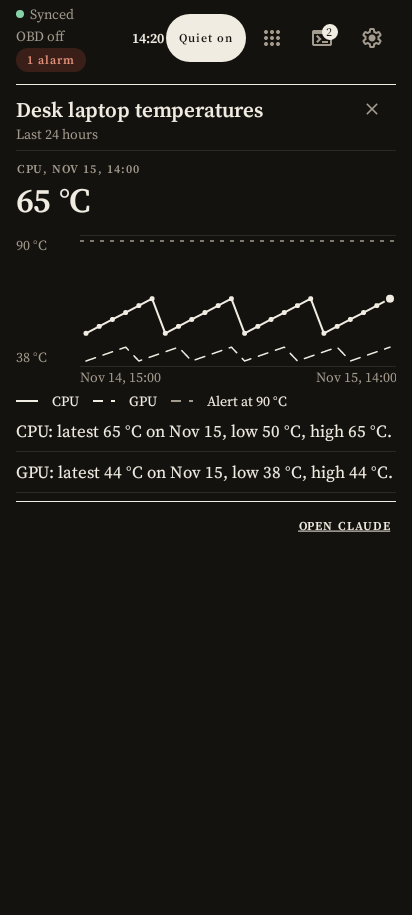 Synced
OBD off
1 alarm
14:20
Quiet on
2
Desk laptop temperatures
Last 24 hours
CPU, NOV 15, 14:00
65 °C
90 °C
38 °C
Nov 14, 15:00
Nov 15, 14:00
CPU
GPU
Alert at 90 °C
CPU: latest 65 °C on Nov 15, low 50 °C, high 65 °C.
GPU: latest 44 °C on Nov 15, low 38 °C, high 44 °C.
OPEN CLAUDE